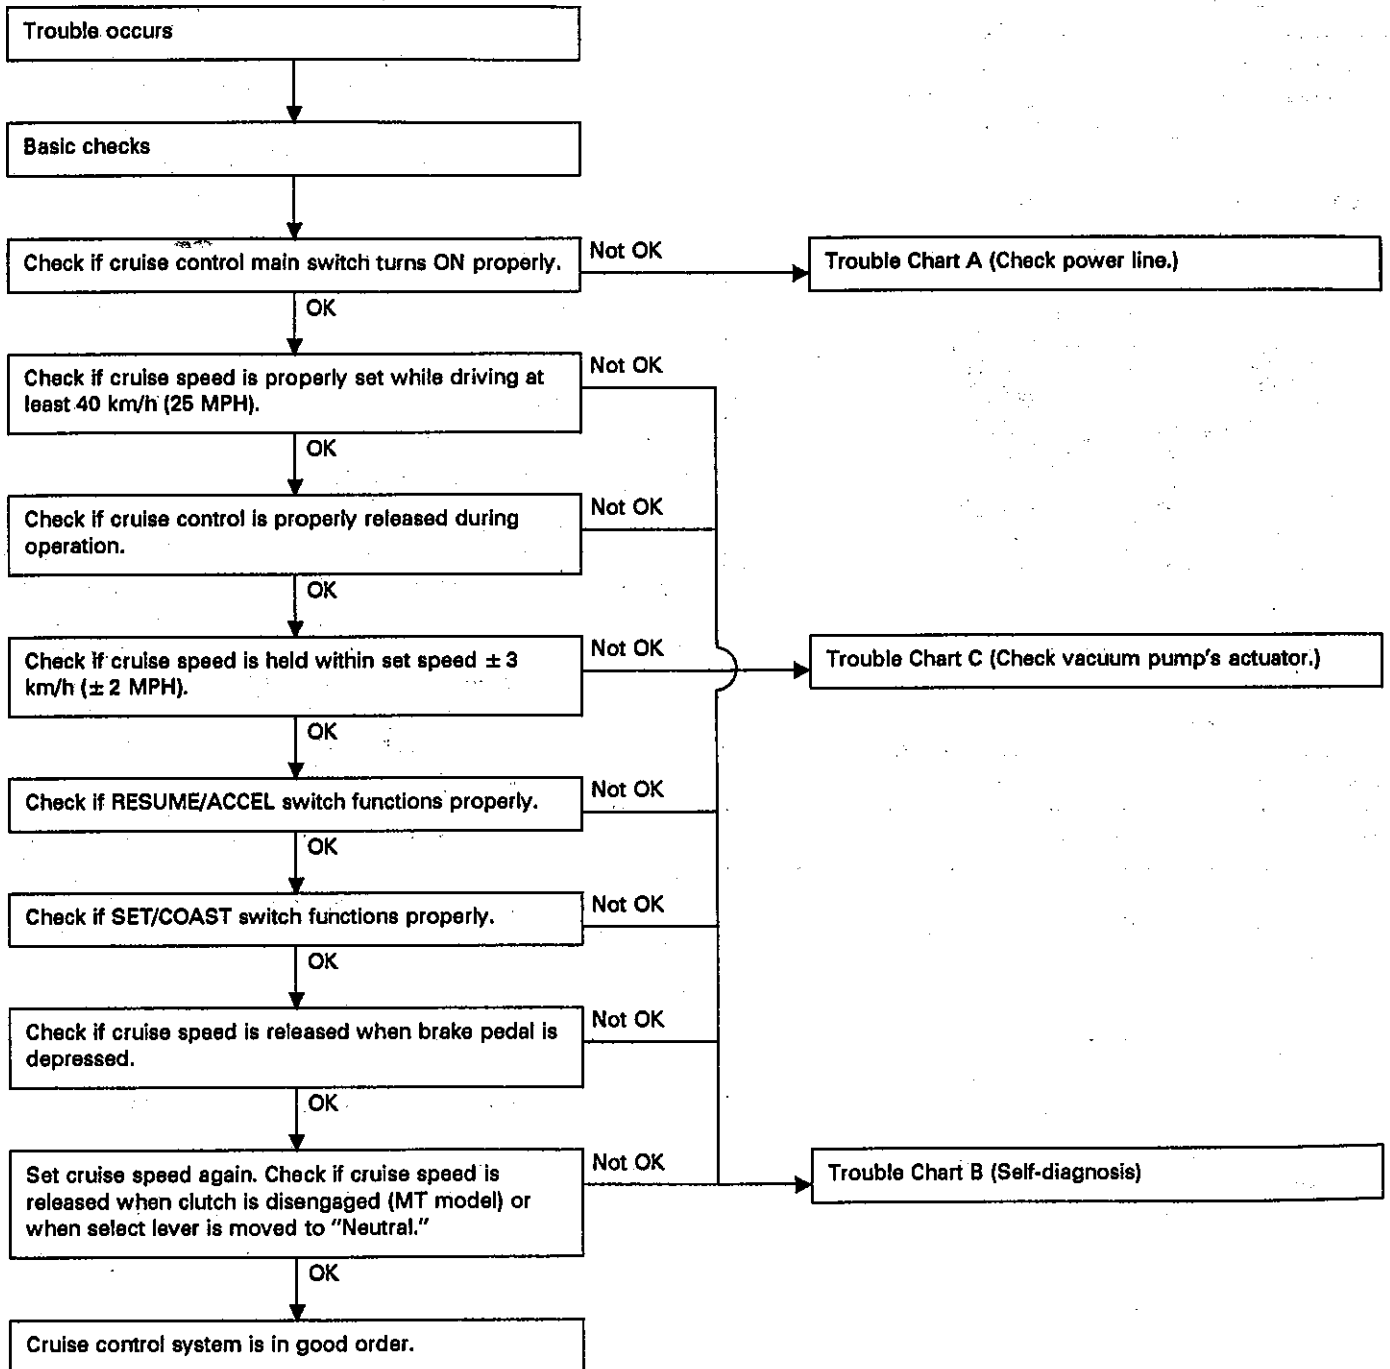 Trouble occurs
Basic checks
Check if cruise control main switch turns ON properly.
Not OK
Trouble Chart A (Check power line.)
OK
Check if cruise speed is properly set while driving at
least 40 km/h (25 MPH).
Not OK
OK
Check if cruise control is properly released during
operation.
Not OK
OK
Check if cruise speed is held within set speed ± 3
km/h (± 2 MPH).
Not OK
Trouble Chart C (Check vacuum pump's actuator.)
OK
Check if RESUME/ACCEL switch functions properly.
Not OK
OK
Check if SET/COAST switch functions properly.
Not OK
OK
Check if cruise speed is released when brake pedal is
depressed.
Not OK
OK
Set cruise speed again. Check if cruise speed is
released when clutch is disengaged (MT model) or
when select lever is moved to "Neutral."
Not OK
Trouble Chart B (Self-diagnosis)
OK
Cruise control system is in good order.